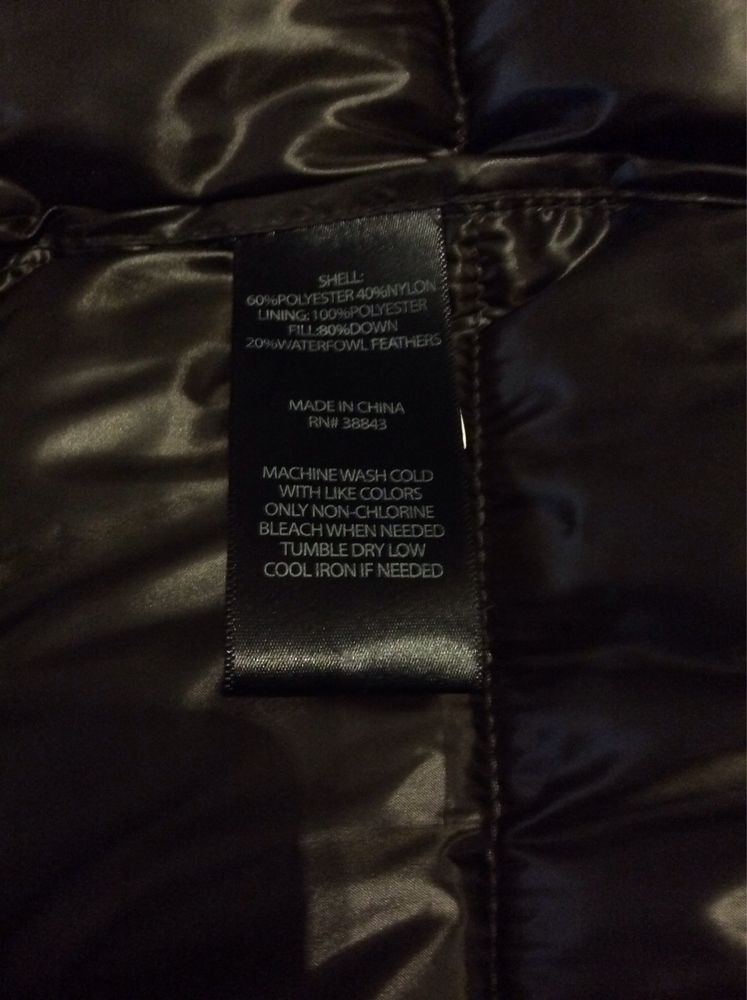 SHELL:
60%POLYESTER 40%NYLON
LINING: 100%POLYESTER
FILL:80%DOWN
20%WATERFOWL FEATHERS
MADE IN CHINA
RN# 38843
MACHINE WASH COLD
WITH LIKE COLORS
ONLY NON-CHLORINE
BLEACH WHEN NEEDED
TUMBLE DRY LOW
COOL IRON IF NEEDED